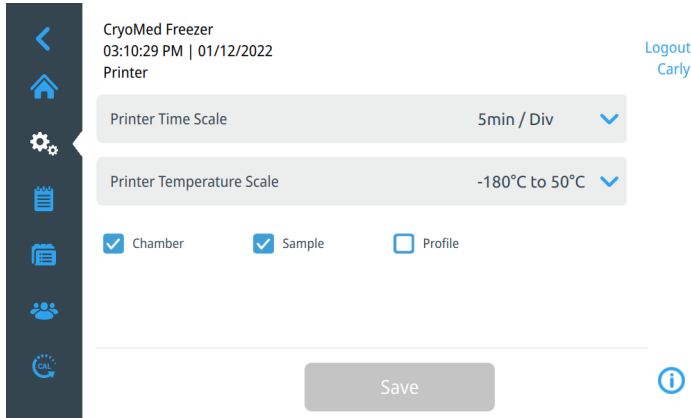 CryoMed Freezer
03:10:29 PM | 01/12/2022
Printer
Logout
Carly
Printer Time Scale 5min / Div
Printer Temperature Scale -180°C to 50°C
Chamber Sample Profile
CAL
Save